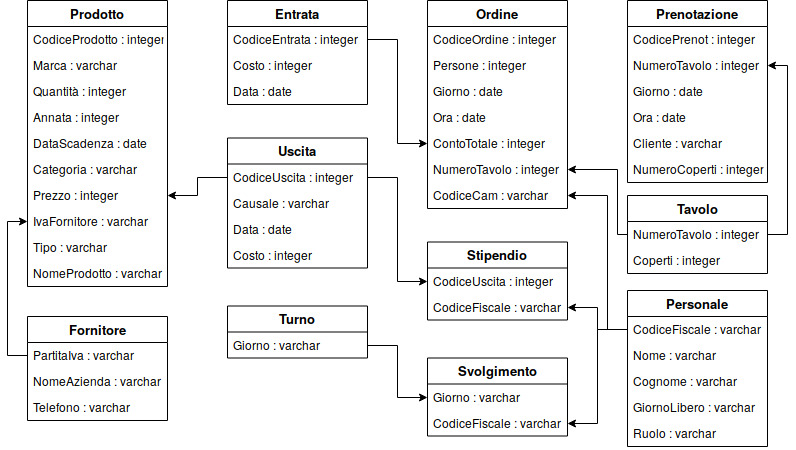 Prodotto
CodiceProdotto : integer
Marca : varchar
Quantità : integer
Annata : integer
DataScadenza : date
Categoria : varchar
Prezzo : integer
IvaFornitore : varchar
Tipo : varchar
NomeProdotto : varchar
Fornitore
PartitaIva : varchar
NomeAzienda : varchar
Telefono : varchar
Entrata
CodiceEntrata : integer
Costo : integer
Data : date
Uscita
CodiceUscita : integer
Causale : varchar
Data : date
Costo : integer
Turno
Giorno : varchar
Ordine
CodiceOrdine : integer
Persone : integer
Giorno : date
Ora : date
ContoTotale : integer
NumeroTavolo : integer
CodiceCam : varchar
Stipendio
CodiceUscita : integer
CodiceFiscale : varchar
Svolgimento
Giorno : varchar
CodiceFiscale : varchar
Prenotazione
CodicePrenot : integer
NumeroTavolo : integer
Giorno : date
Ora : date
Cliente : varchar
NumeroCoperti : integer
Tavolo
NumeroTavolo : integer
Coperti : integer
Personale
CodiceFiscale : varchar
Nome : varchar
Cognome : varchar
GiornoLibero : varchar
Ruolo : varchar